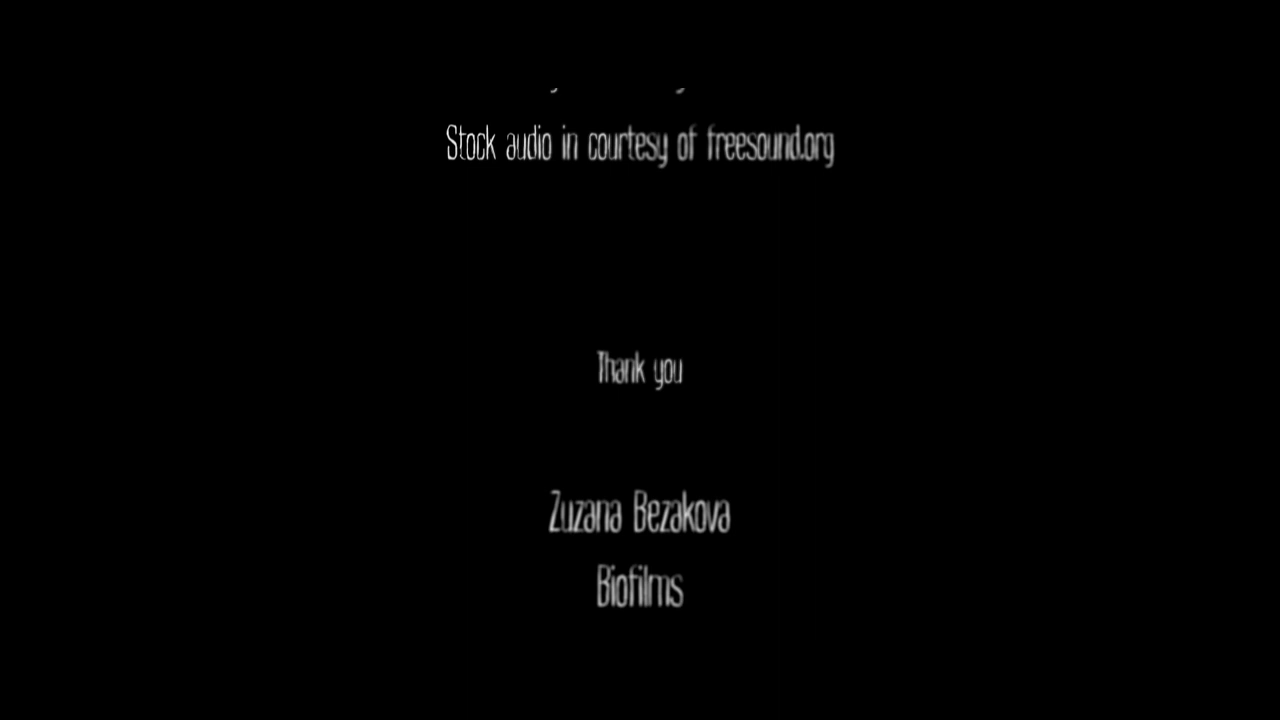 Stock audio in courtesy of freesound.org
Thank you
Zuzana Bezakova
Biofilms